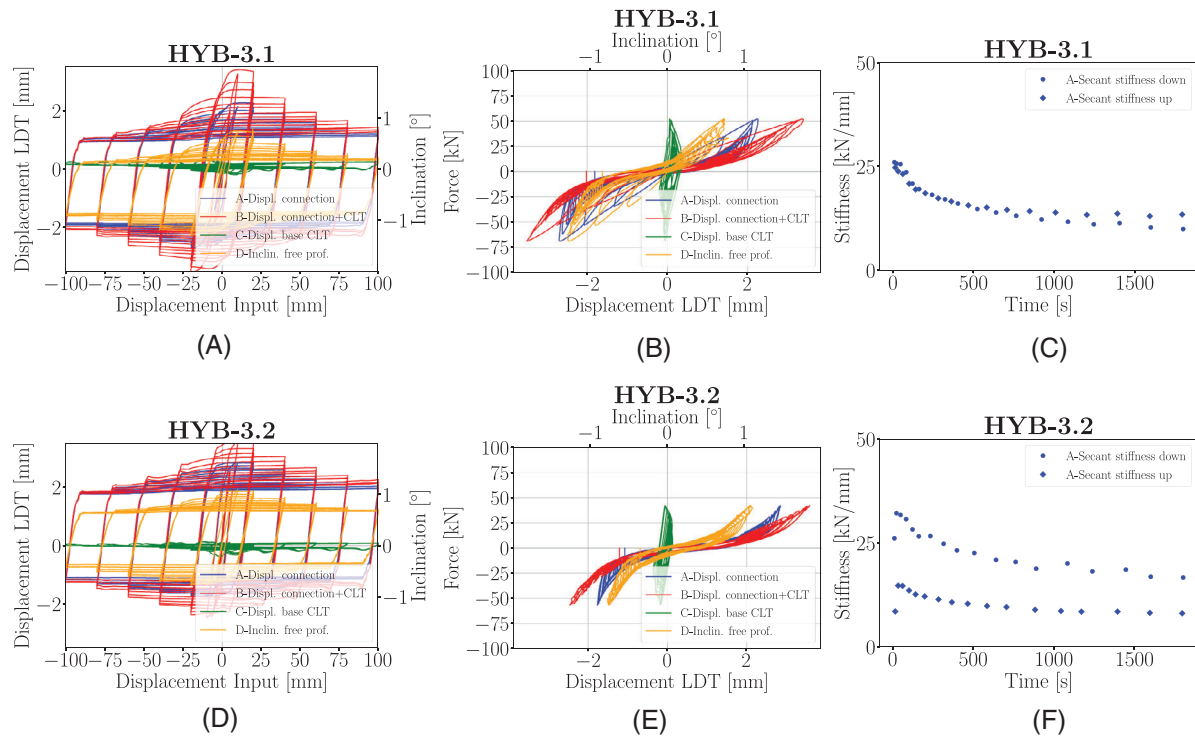 HYB-3.1
Displacement LDT [mm]
2
0
−2
1
0
−1
Inclination [°]
A-Displ. connection
B-Displ. connection+CLT
C-Displ. base CLT
D-Inclin. free prof.
−100 −75 −50 −25 0 25 50 75 100
Displacement Input [mm]
(A)
HYB-3.1
Inclination [°]
−1 0 1
Force [kN]
100
75
50
25
0
−25
−50
−75
−100
A-Displ. connection
B-Displ. connection+CLT
C-Displ. base CLT
D-Inclin. free prof.
−2 0 2
Displacement LDT [mm]
(B)
HYB-3.1
Stiffness [kN/mm]
50
25
0
A-Secant stiffness down
A-Secant stiffness up
0 500 1000 1500
Time [s]
(C)
HYB-3.2
Displacement LDT [mm]
2
0
−2
1
0
−1
Inclination [°]
A-Displ. connection
B-Displ. connection+CLT
C-Displ. base CLT
D-Inclin. free prof.
−100 −75 −50 −25 0 25 50 75 100
Displacement Input [mm]
(D)
HYB-3.2
Inclination [°]
−1 0 1
Force [kN]
100
75
50
25
0
−25
−50
−75
−100
A-Displ. connection
B-Displ. connection+CLT
C-Displ. base CLT
D-Inclin. free prof.
−2 0 2
Displacement LDT [mm]
(E)
HYB-3.2
Stiffness [kN/mm]
50
25
0
A-Secant stiffness down
A-Secant stiffness up
0 500 1000 1500
Time [s]
(F)